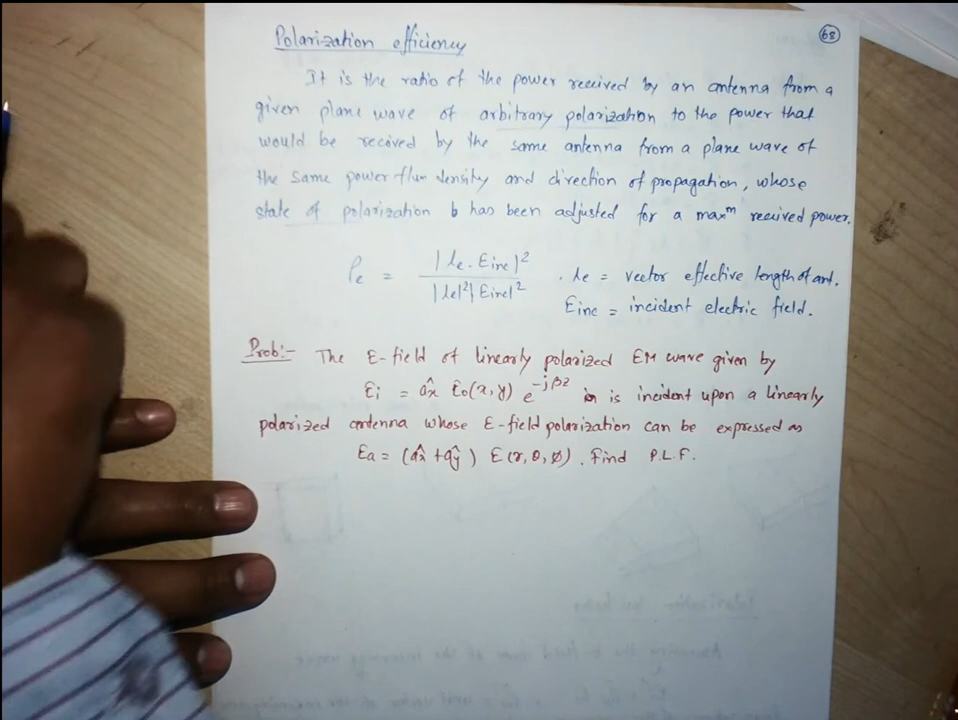 68
Polarization efficiency
It is the ratio of the power received by an antenna from a
given plane wave of arbitrary polarization to the power that
would be recived by the same antenna from a plane wave of
the same power flux density and direction of propagation, whose
state of polarization b has been adjusted for a maxᵐ received power.
Pe = |le . Einc|² / |le|² |Einc|² . le = vector effective length of ant.
Einc = incident electric field.
Prob:- The E-field of linearly polarized EM wave given by
Ei = âx E₀(x,y) e^-jβz is incident upon a linearly
polarized antenna whose E-field polarization can be expressed as
Ea = (âx + ây) E(r,θ,φ). Find P.L.F.